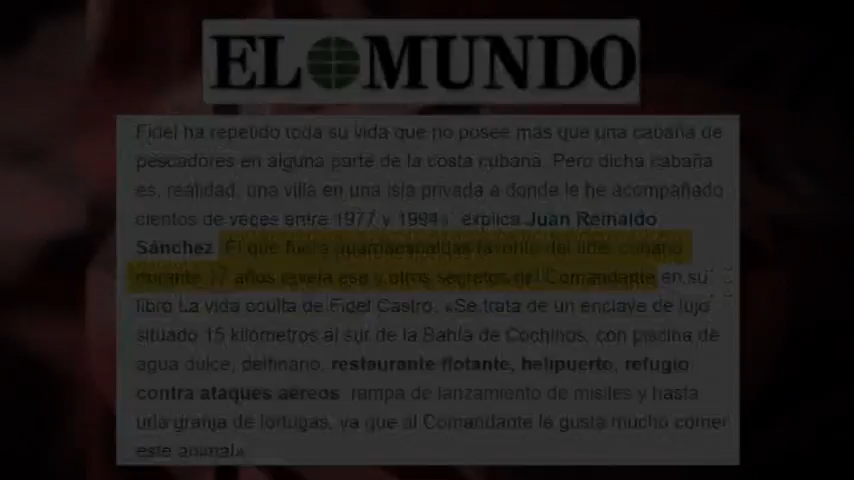 EL MUNDO
Fidel ha repetido toda su vida que no posee más que una cabaña de
pescadores en alguna parte de la costa cubana. Pero dicha cabaña
es, realidad, una villa en una isla privada a donde le he acompañado
cientos de veces entre 1977 y 1994», explica Juan Reinaldo
Sánchez. El que fuera guardaespaldas favorito del líder cubano
durante 17 años revela ese y otros secretos del Comandante en su
libro La vida oculta de Fidel Castro. «Se trata de un enclave de lujo
situado 15 kilómetros al sur de la Bahía de Cochinos, con piscina de
agua dulce, delfinario, restaurante flotante, helipuerto, refugio
contra ataques aéreos, rampa de lanzamiento de misiles y hasta
una granja de tortugas, ya que al Comandante le gusta mucho comer
este animal».